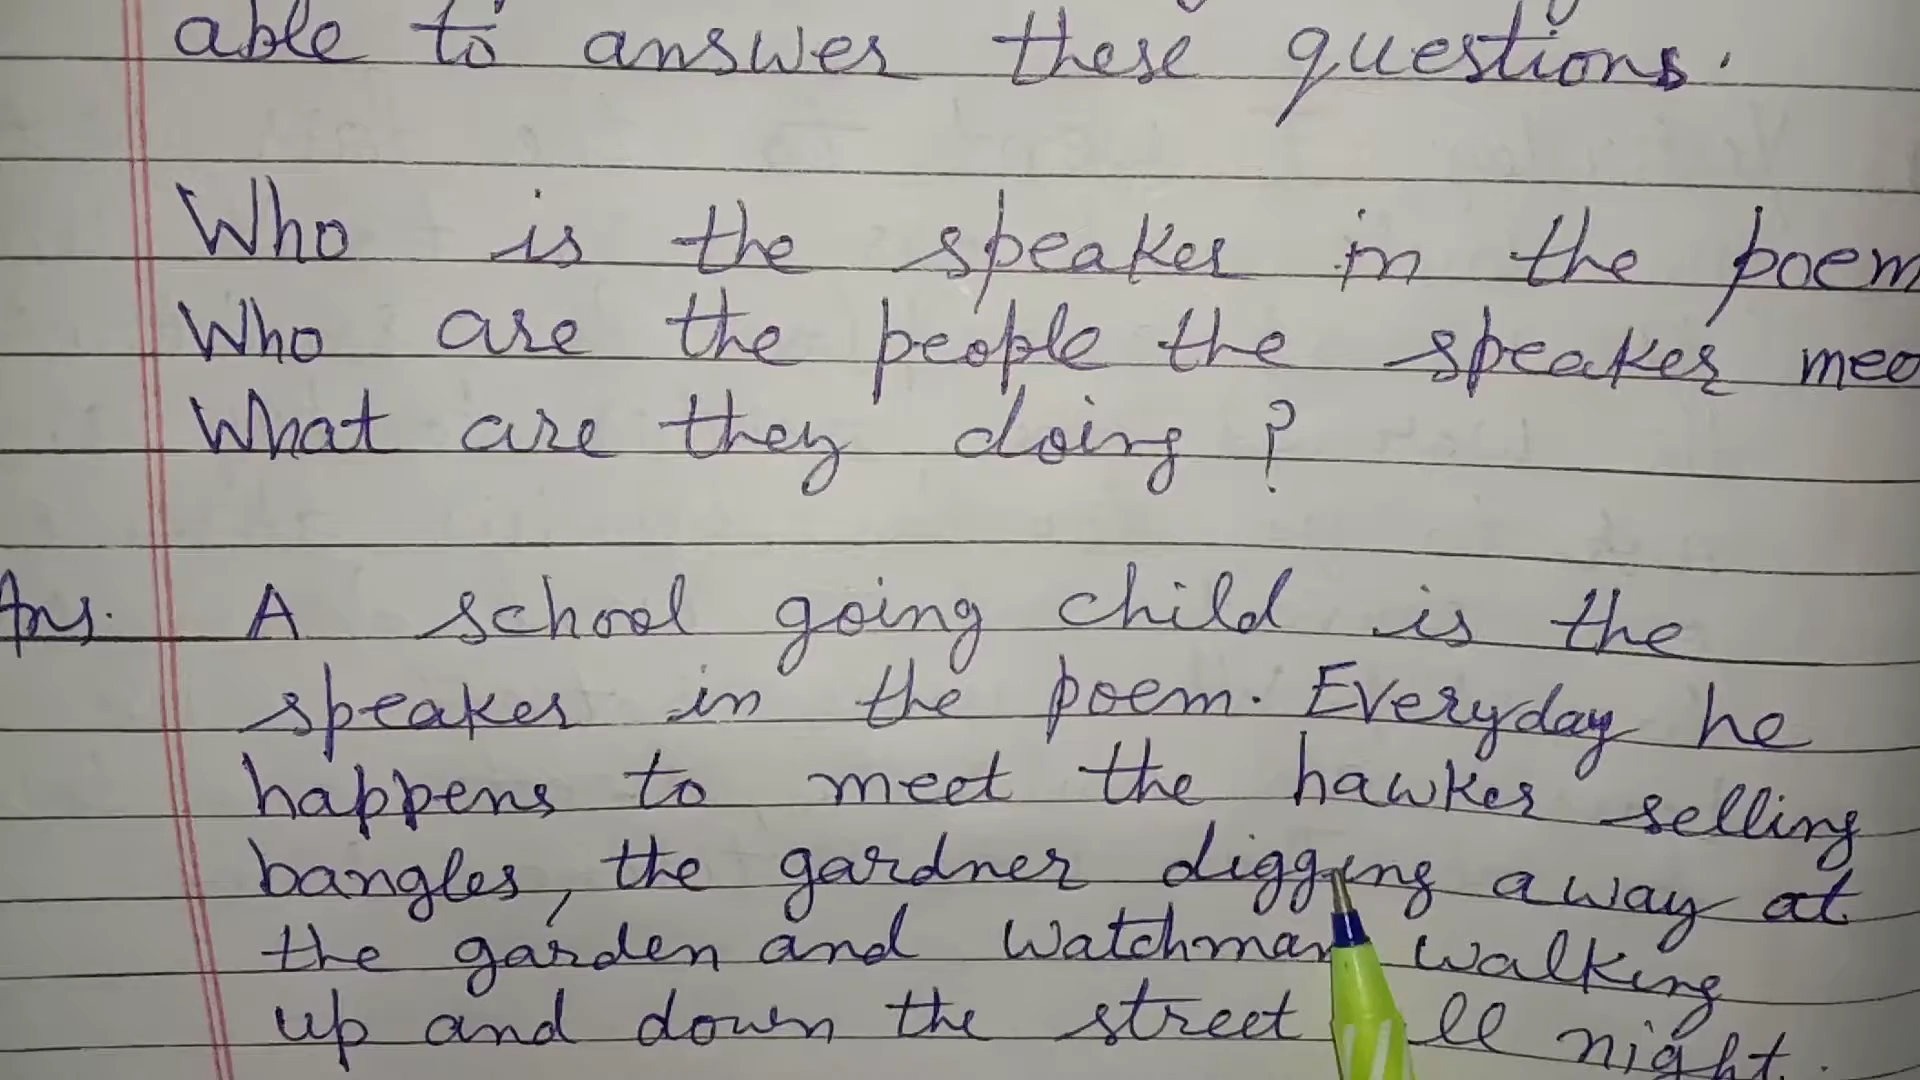 able to answer these questions.
Who is the speaker in the poem
Who are the people the speaker mee
What are they doing ?
Ans. A school going child is the
speaker in the poem. Everyday he
happens to meet the hawker selling
bangles, the gardner digging away at
the garden and watchman walking
up and down the street ll night.